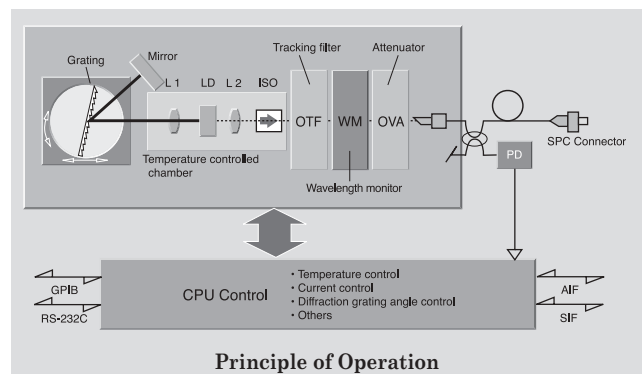 Grating
Mirror
L 1
LD
L 2
ISO
Tracking filter
Attenuator
OTF
WM
OVA
Temperature controlled
chamber
Wavelength monitor
SPC Connector
PD
GPIB
RS-232C
CPU Control
• Temperature control
• Current control
• Diffraction grating angle control
• Others
AIF
SIF
Principle of Operation